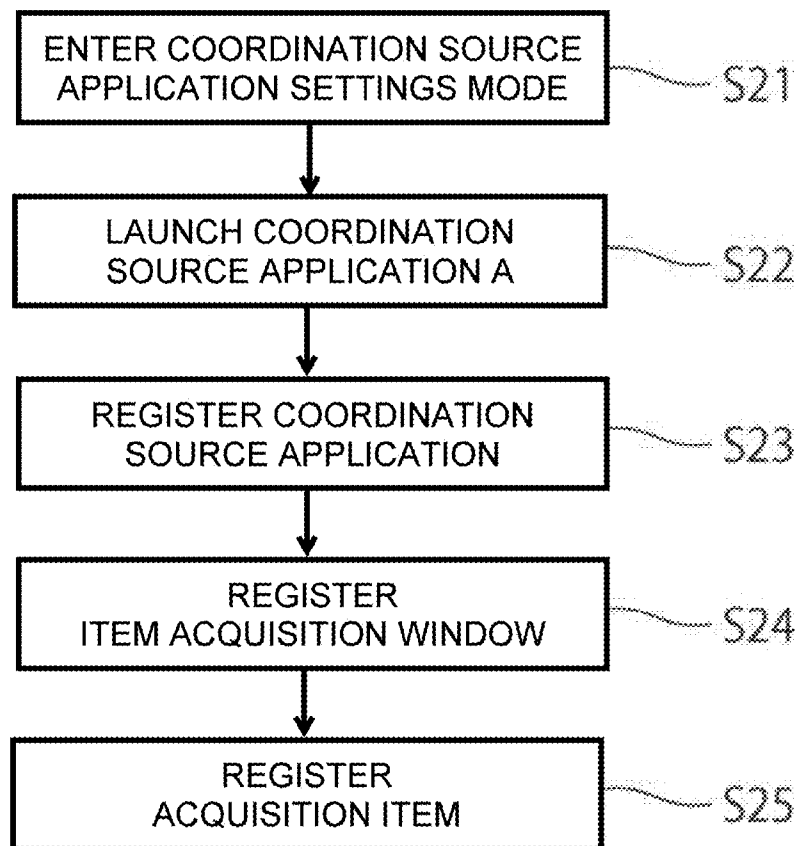 ENTER COORDINATION SOURCE
APPLICATION SETTINGS MODE
S21
LAUNCH COORDINATION
SOURCE APPLICATION A
S22
REGISTER COORDINATION
SOURCE APPLICATION
S23
REGISTER
ITEM ACQUISITION WINDOW
S24
REGISTER
ACQUISITION ITEM
S25